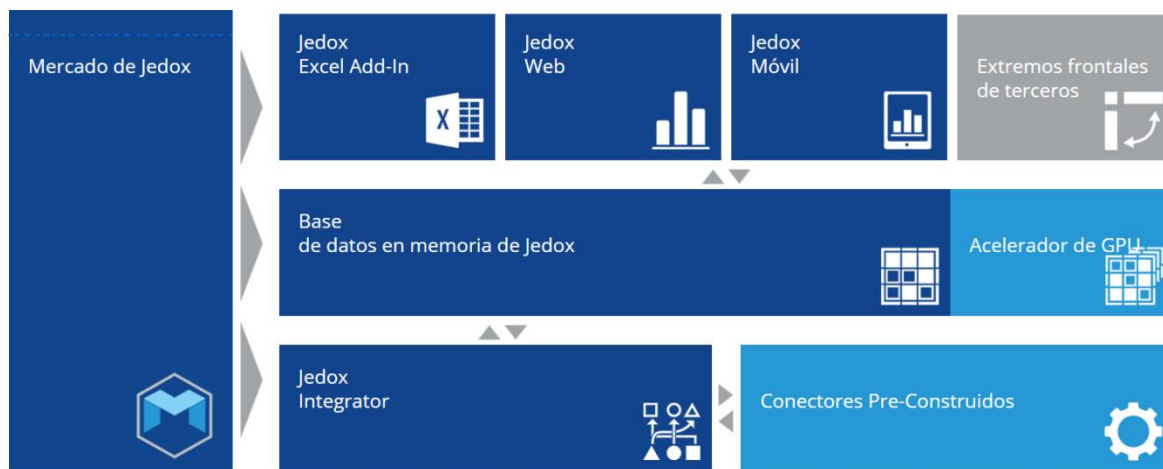 Mercado de Jedox
Jedox
Excel Add-In
X
Jedox
Web
Jedox
Móvil
Extremos frontales
de terceros
Base
de datos en memoria de Jedox
Acelerador de GPU
Jedox
Integrator
Conectores Pre-Construidos